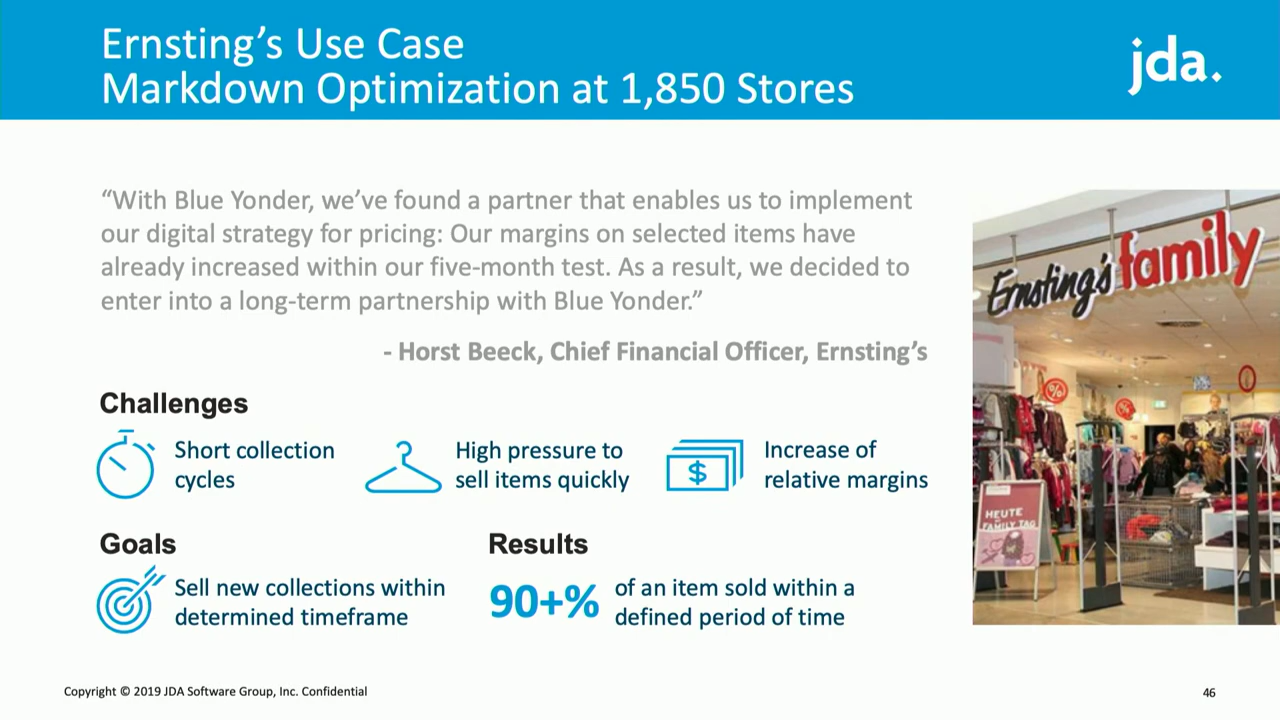 Ernsting’s Use Case
Markdown Optimization at 1,850 Stores
jda.
“With Blue Yonder, we’ve found a partner that enables us to implement
our digital strategy for pricing: Our margins on selected items have
already increased within our five-month test. As a result, we decided to
enter into a long-term partnership with Blue Yonder.”
- Horst Beeck, Chief Financial Officer, Ernsting’s
Ernsting's family
HEUTE
FAMILY TAG
Challenges
Short collection
cycles
High pressure to
sell items quickly
$
Increase of
relative margins
Goals
Sell new collections within
determined timeframe
Results
90+%
of an item sold within a
defined period of time
Copyright © 2019 JDA Software Group, Inc. Confidential
46